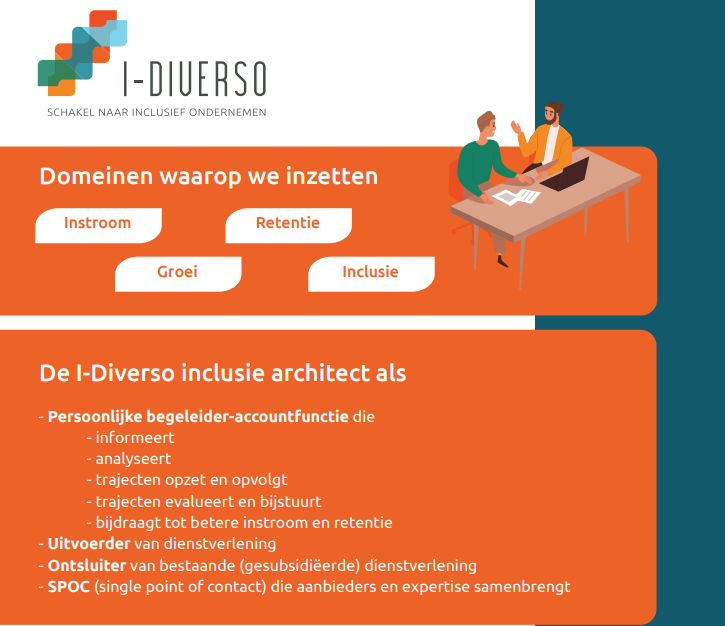 I-DIVERSO
SCHAKEL NAAR INCLUSIEF ONDERNEMEN
Domeinen waarop we inzetten
Instroom
Retentie
Groei
Inclusie
De I-Diverso inclusie architect als
- Persoonlijke begeleider-accountfunctie die
- informeert
- analyseert
- trajecten opzet en opvolgt
- trajecten evalueert en bijstuurt
- bijdraagt tot betere instroom en retentie
- Uitvoerder van dienstverlening
- Ontsluiter van bestaande (gesubsidiëerde) dienstverlening
- SPOC (single point of contact) die aanbieders en expertise samenbrengt